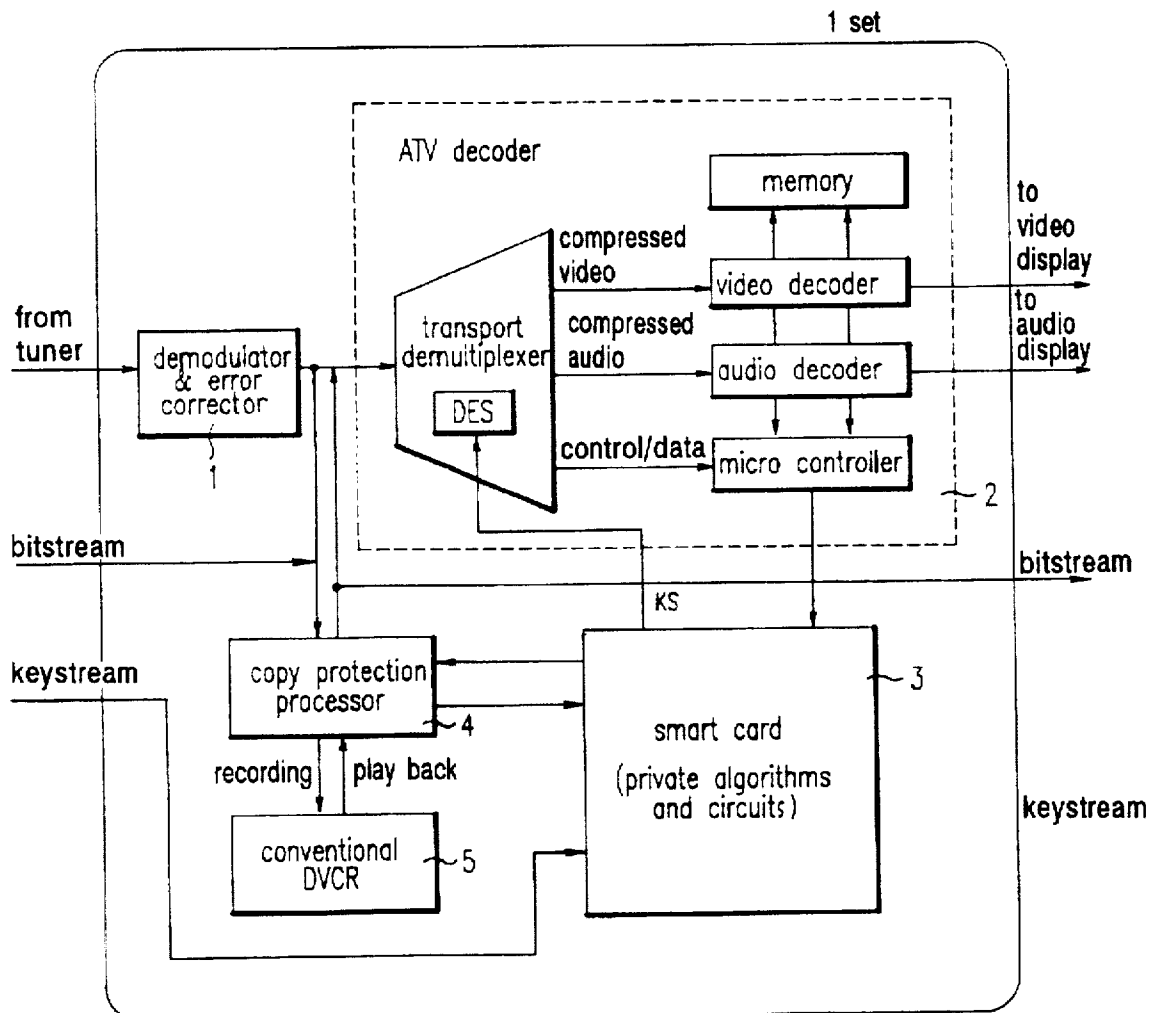 1 set
ATV decoder
memory
to
video
display
compressed
video
video decoder
to
audio
display
from
tuner
demodulator
& error
corrector
1
transport
demultiplexer
compressed
audio
audio decoder
DES
control/data
micro controller
2
bitstream
bitstream
KS
keystream
copy protection
processor
4
3
smart card
(private algorithms
and circuits)
recording
play back
keystream
conventional
DVCR
5